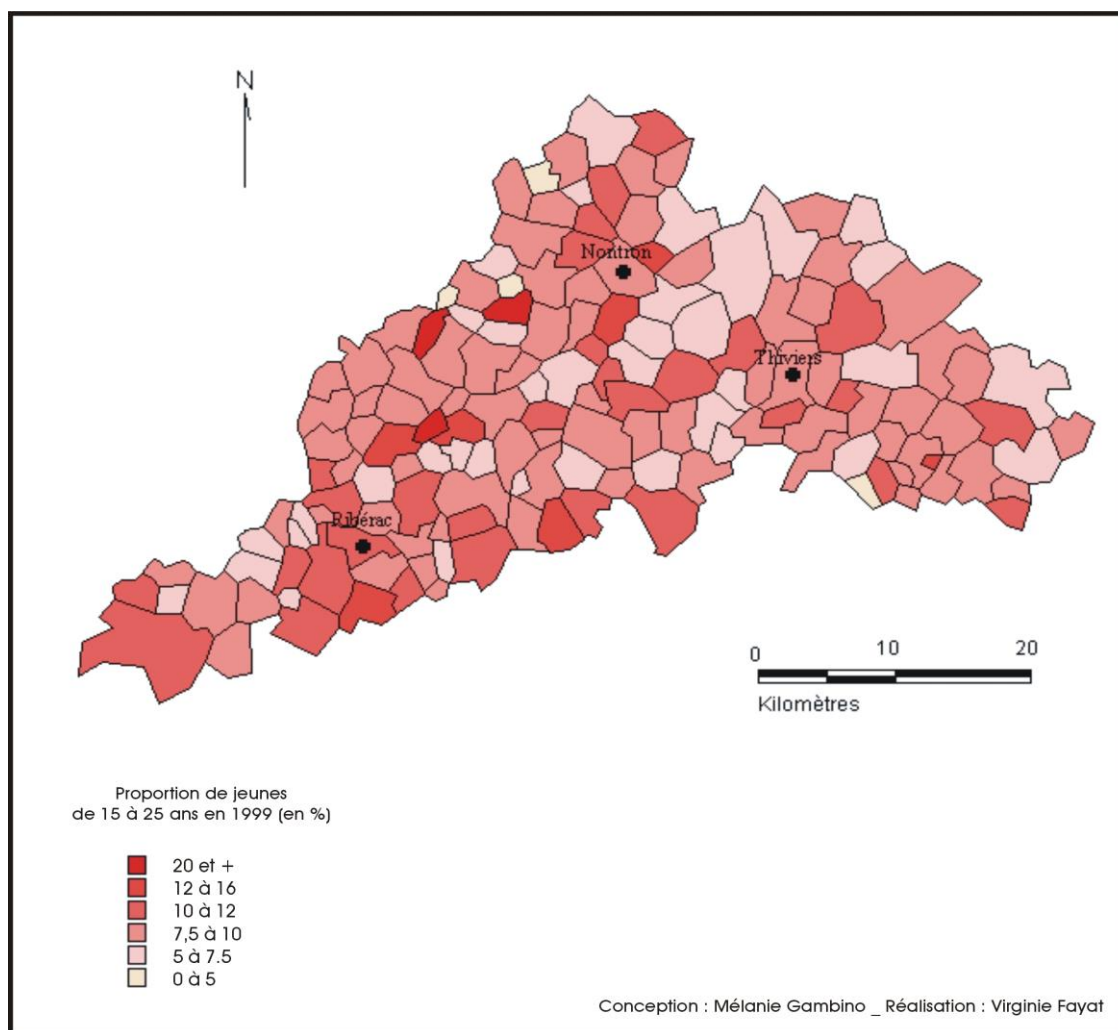 N
Nontron
Thiviers
Ribérac
0 10 20
Kilomètres
Proportion de jeunes
de 15 à 25 ans en 1999 (en %)
20 et +
12 à 16
10 à 12
7,5 à 10
5 à 7.5
0 à 5
Conception : Mélanie Gambino _ Réalisation : Virginie Fayat